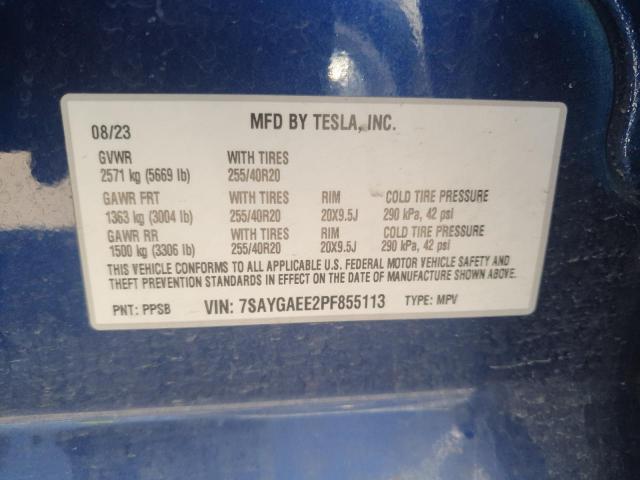 08/23 MFD BY TESLA, INC.
GVWR WITH TIRES
2571 kg (5669 lb) 255/40R20
GAWR FRT WITH TIRES RIM COLD TIRE PRESSURE
1363 kg (3004 lb) 255/40R20 20X9.5J 290 kPa, 42 psi
GAWR RR WITH TIRES RIM COLD TIRE PRESSURE
1500 kg (3306 lb) 255/40R20 20X9.5J 290 kPa, 42 psi
THIS VEHICLE CONFORMS TO ALL APPLICABLE U.S. FEDERAL MOTOR VEHICLE SAFETY AND
THEFT PREVENTION STANDARDS IN EFFECT ON THE DATE OF MANUFACTURE SHOWN ABOVE.
PNT: PPSB VIN: 7SAYGAEE2PF855113 TYPE: MPV